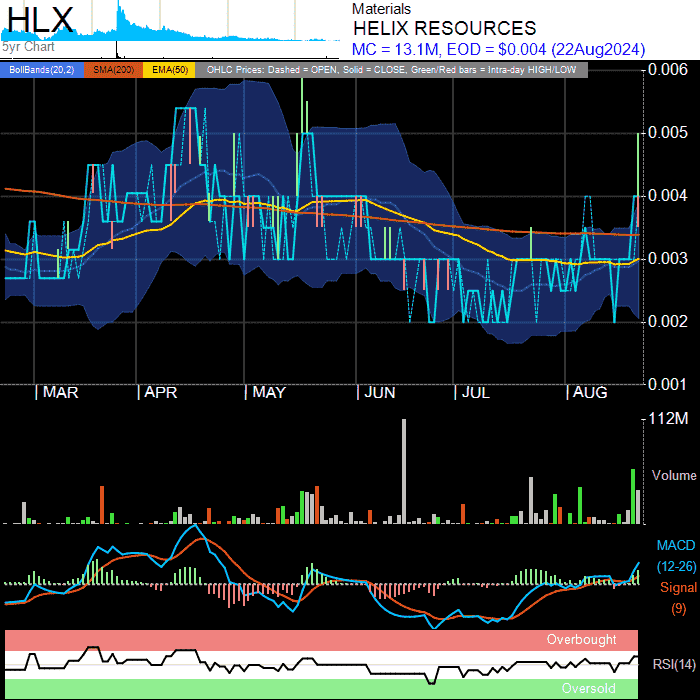 HLX
5yr Chart
Materials
HELIX RESOURCES
MC = 13.1M, EOD = $0.004 (22Aug2024)
BollBands(20,2) SMA(200) EMA(50) OHLC Prices: Dashed = OPEN, Solid = CLOSE, Green/Red bars = Intra-day HIGH/LOW
0.006
0.005
0.004
0.003
0.002
0.001
| MAR | APR | MAY | JUN | JUL | AUG
112M
Volume
MACD
(12-26)
Signal
(9)
Overbought
RSI(14)
Oversold